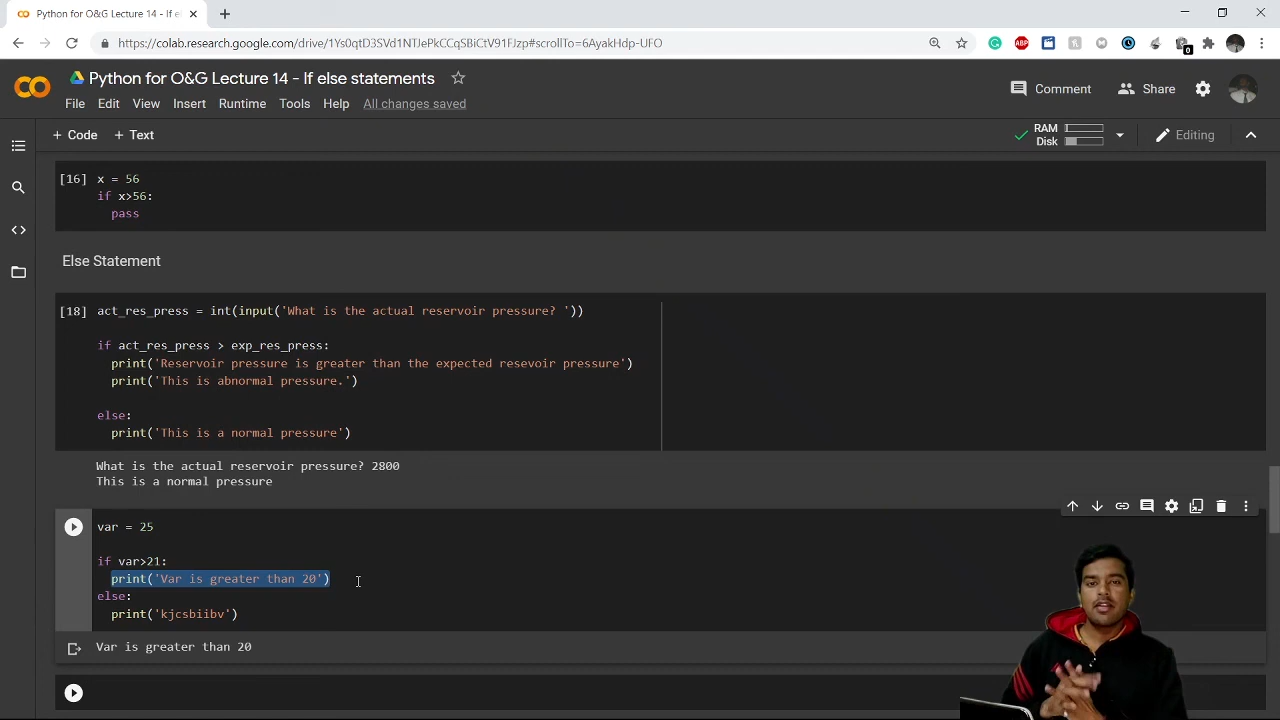 Python for O&G Lecture 14 - If els
https://colab.research.google.com/drive/
Python for O&G Lecture 14 - If else statements
File Edit View Insert Runtime Tools Help All changes saved
Comment Share
+ Code + Text
RAM
Disk
Editing
[16] x = 56
if x>56:
pass
Else Statement
[18] act_res_press = int(input('What is the actual reservoir pressure? '))
if act_res_press > exp_res_press:
print('Reservoir pressure is greater than the expected resevoir pressure')
print('This is abnormal pressure.')
else:
print('This is a normal pressure')
What is the actual reservoir pressure? 2800
This is a normal pressure
var = 25
if var>21:
print('Var is greater than 20')
else:
print('kjcsbiibv')
Var is greater than 20